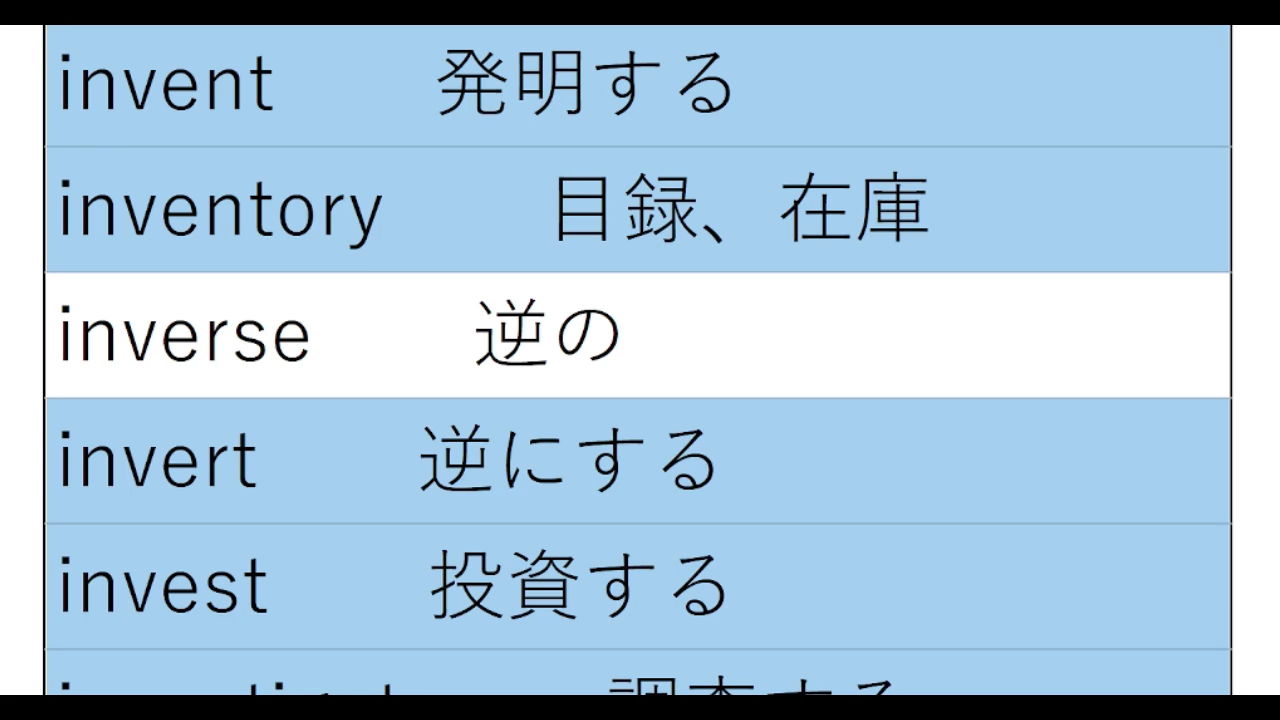 invent 発明する
inventory 目録、在庫
inverse 逆の
invert 逆にする
invest 投資する